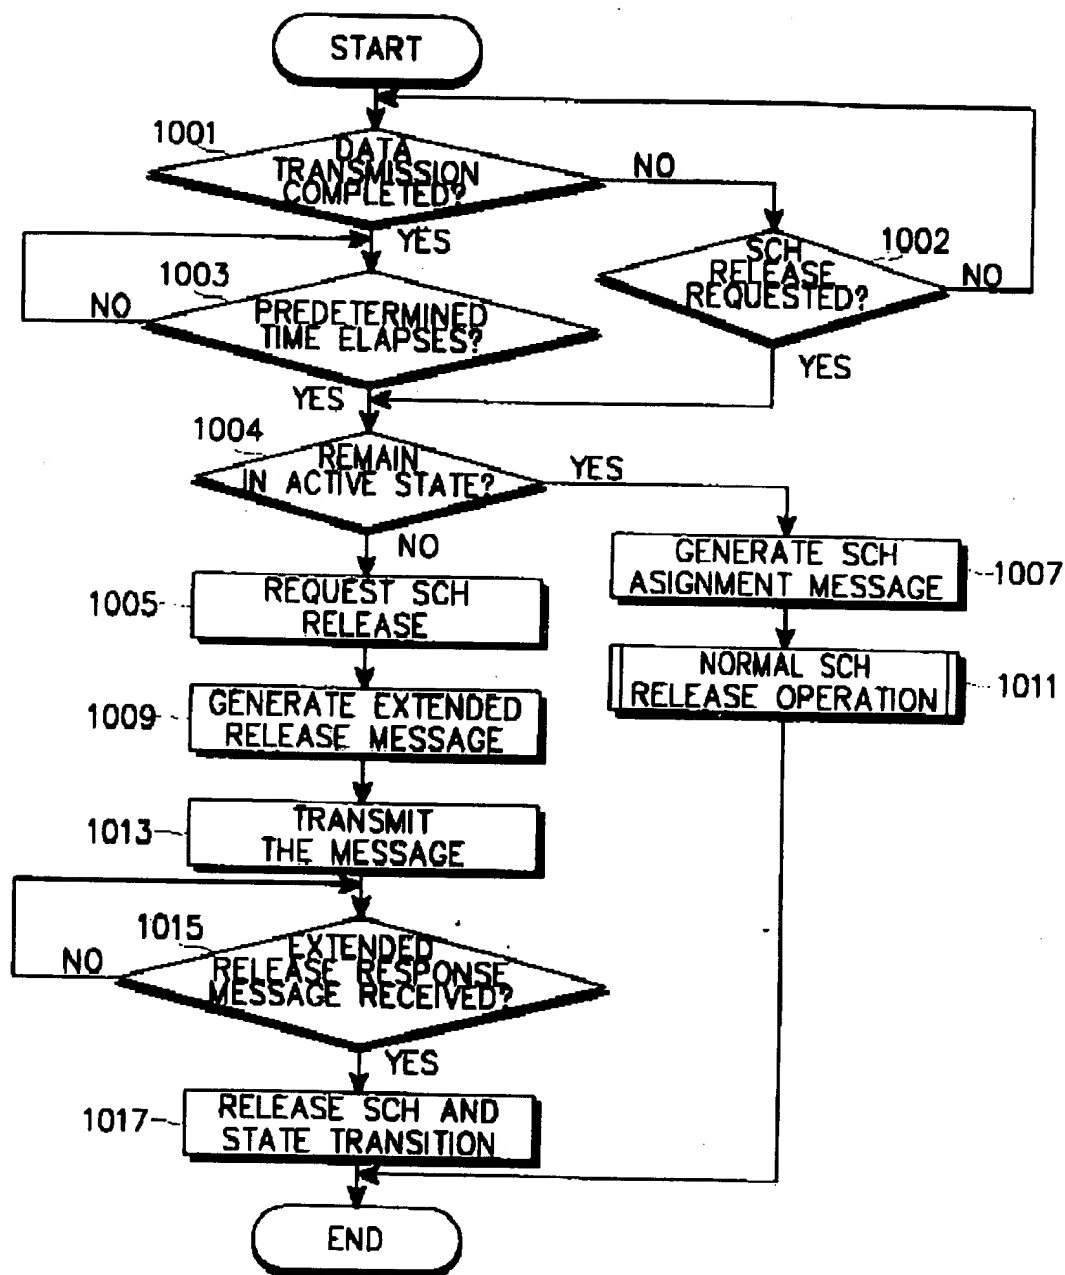 START
1001
DATA
TRANSMISSION
COMPLETED?
NO
YES
1002
SCH
RELEASE
REQUESTED?
NO
YES
1003
NO
PREDETERMINED
TIME ELAPSES?
YES
1004
REMAIN
IN ACTIVE STATE?
YES
NO
GENERATE SCH
ASIGNMENT MESSAGE
1007
1005
REQUEST SCH
RELEASE
NORMAL SCH
RELEASE OPERATION
1011
1009
GENERATE EXTENDED
RELEASE MESSAGE
1013
TRANSMIT
THE MESSAGE
1015
NO
EXTENDED
RELEASE RESPONSE
MESSAGE RECEIVED?
YES
1017
RELEASE SCH AND
STATE TRANSITION
END